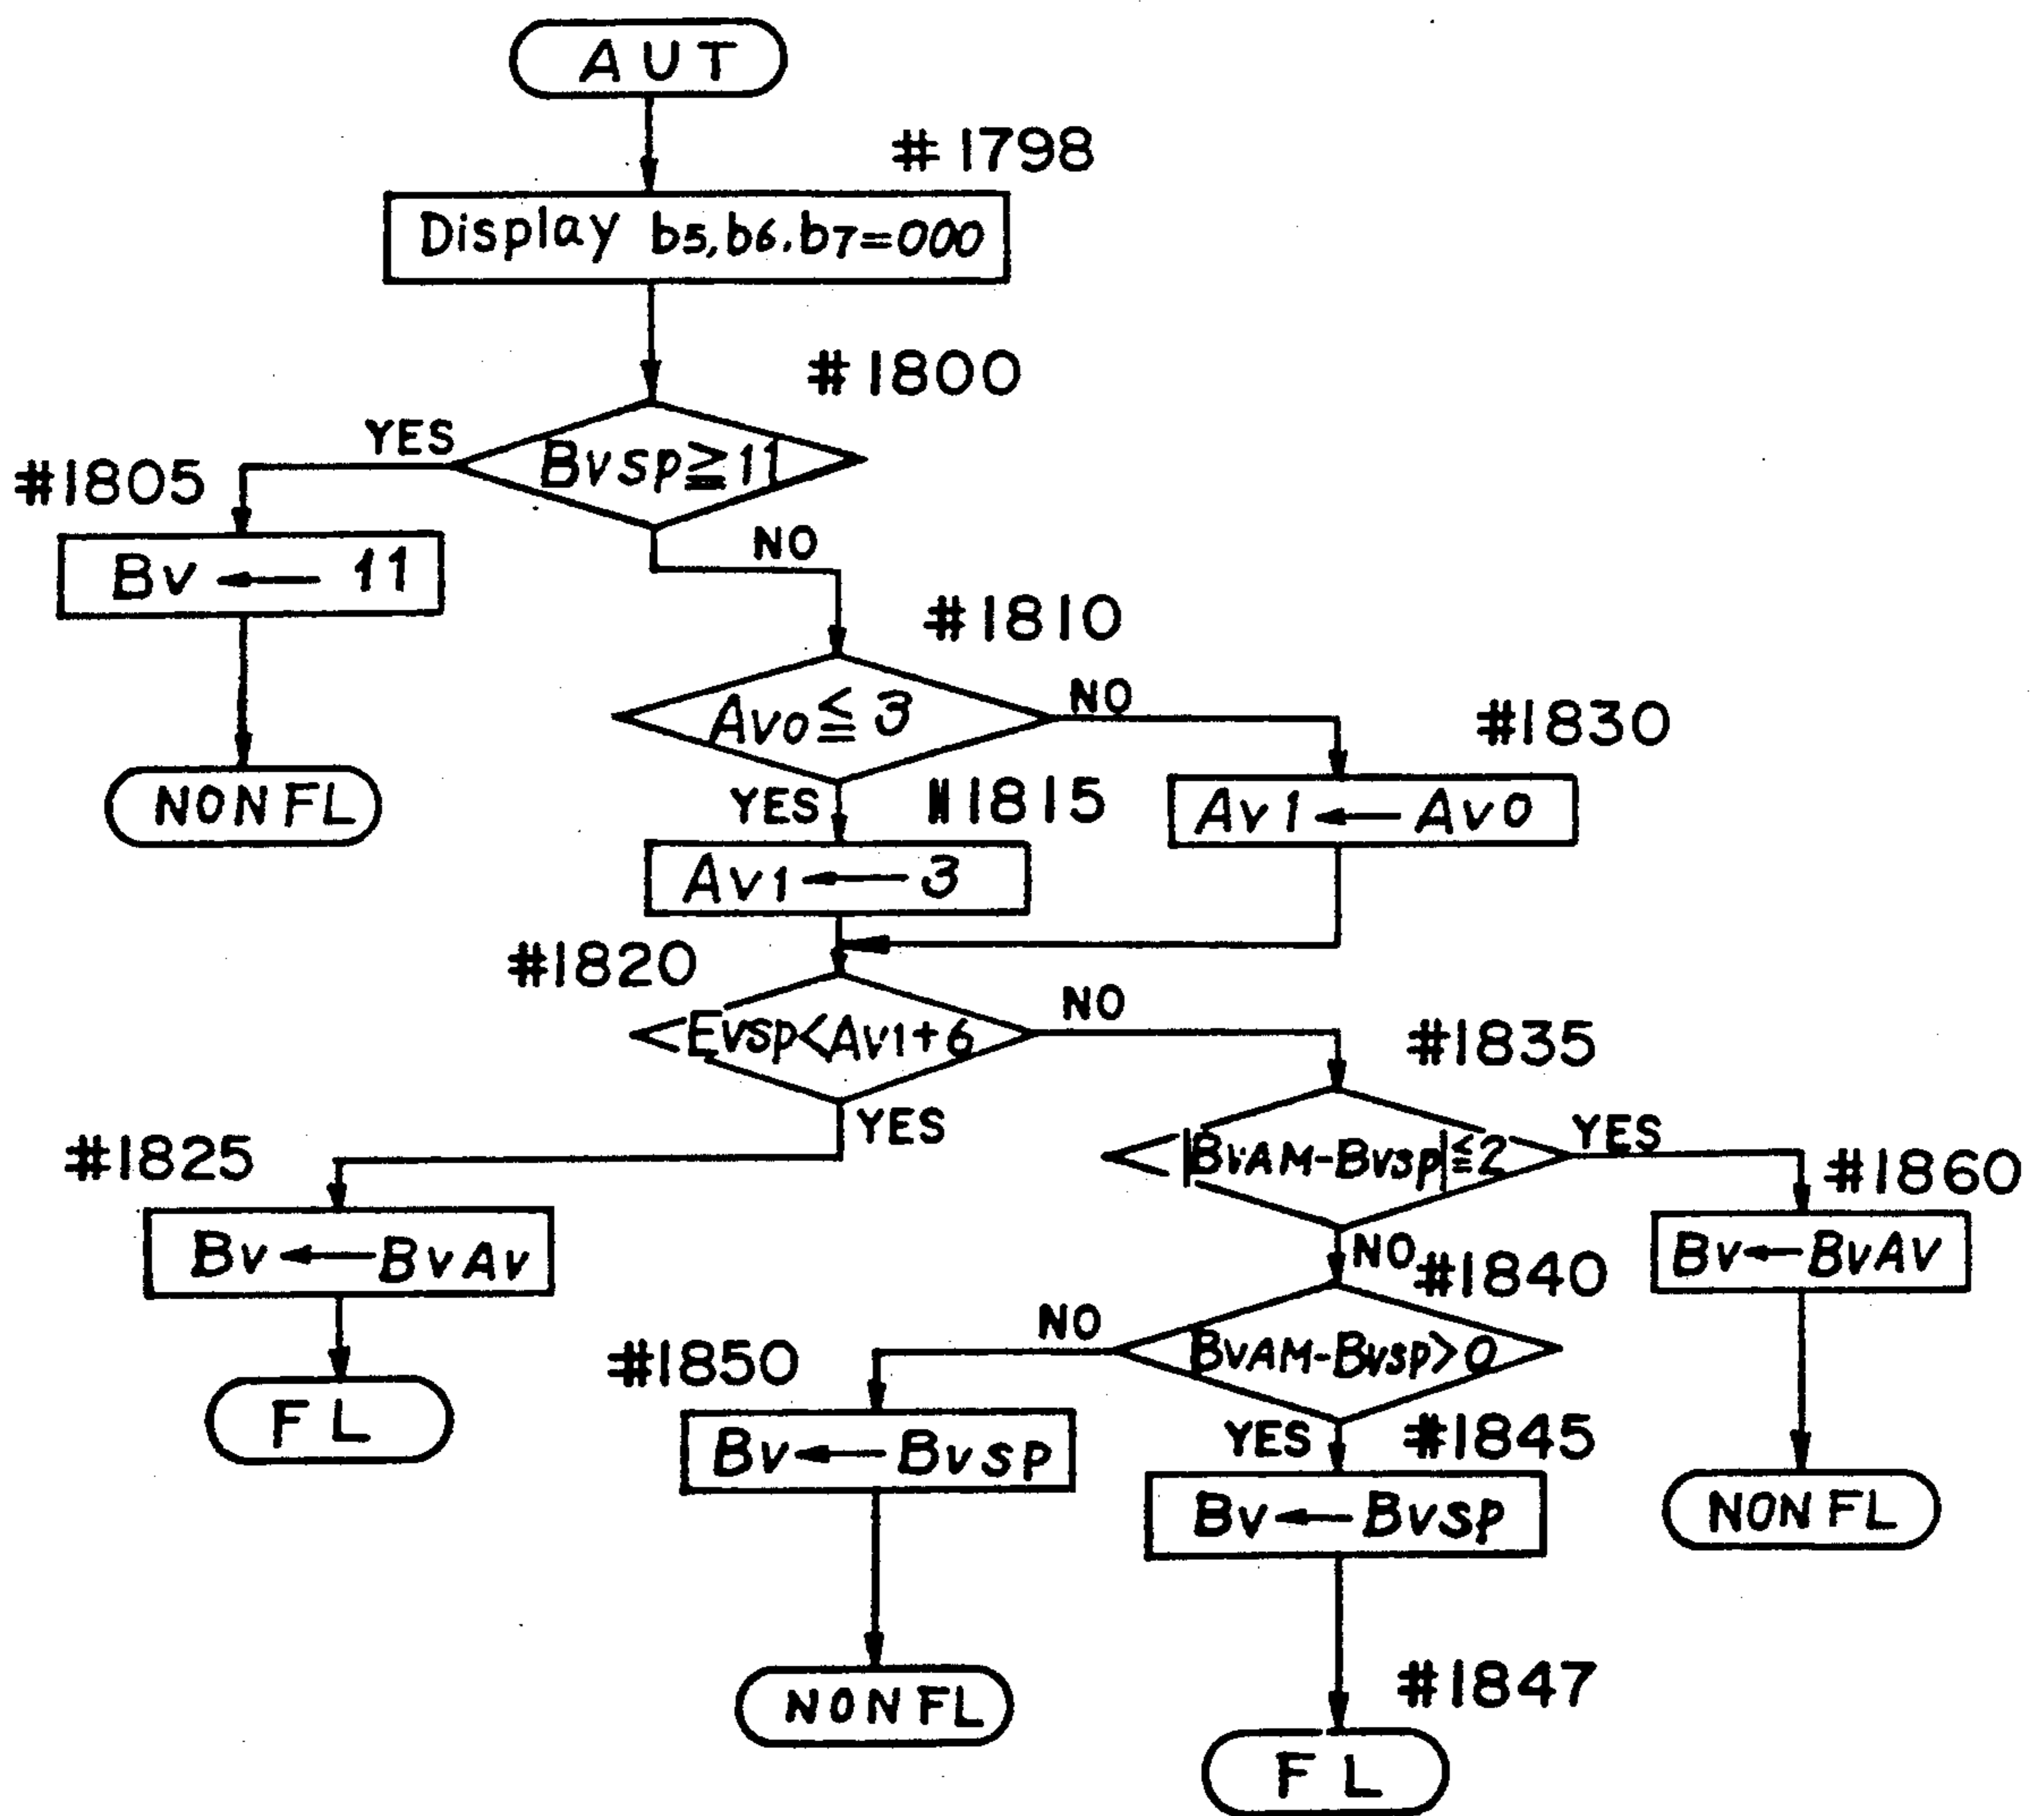 AUT
#1798
Display b5,b6.b7=000
#1800
YES
Bvsp≧11
#1805
NO
Bv ← 11
#1810
Avo≦3
NO
#1830
NONFL
YES
#1815
Av1←Avo
Av1←3
#1820
Evsp<Av1+6
NO
#1835
YES
|BvAM-Bvsp|≦2
YES
#1825
#1860
Bv←BvAv
Bv←BvAV
NO
#1840
NO
BvAM-Bvsp>0
#1850
FL
YES
#1845
Bv←Bvsp
Bv←Bvsp
NONFL
#1847
NONFL
FL